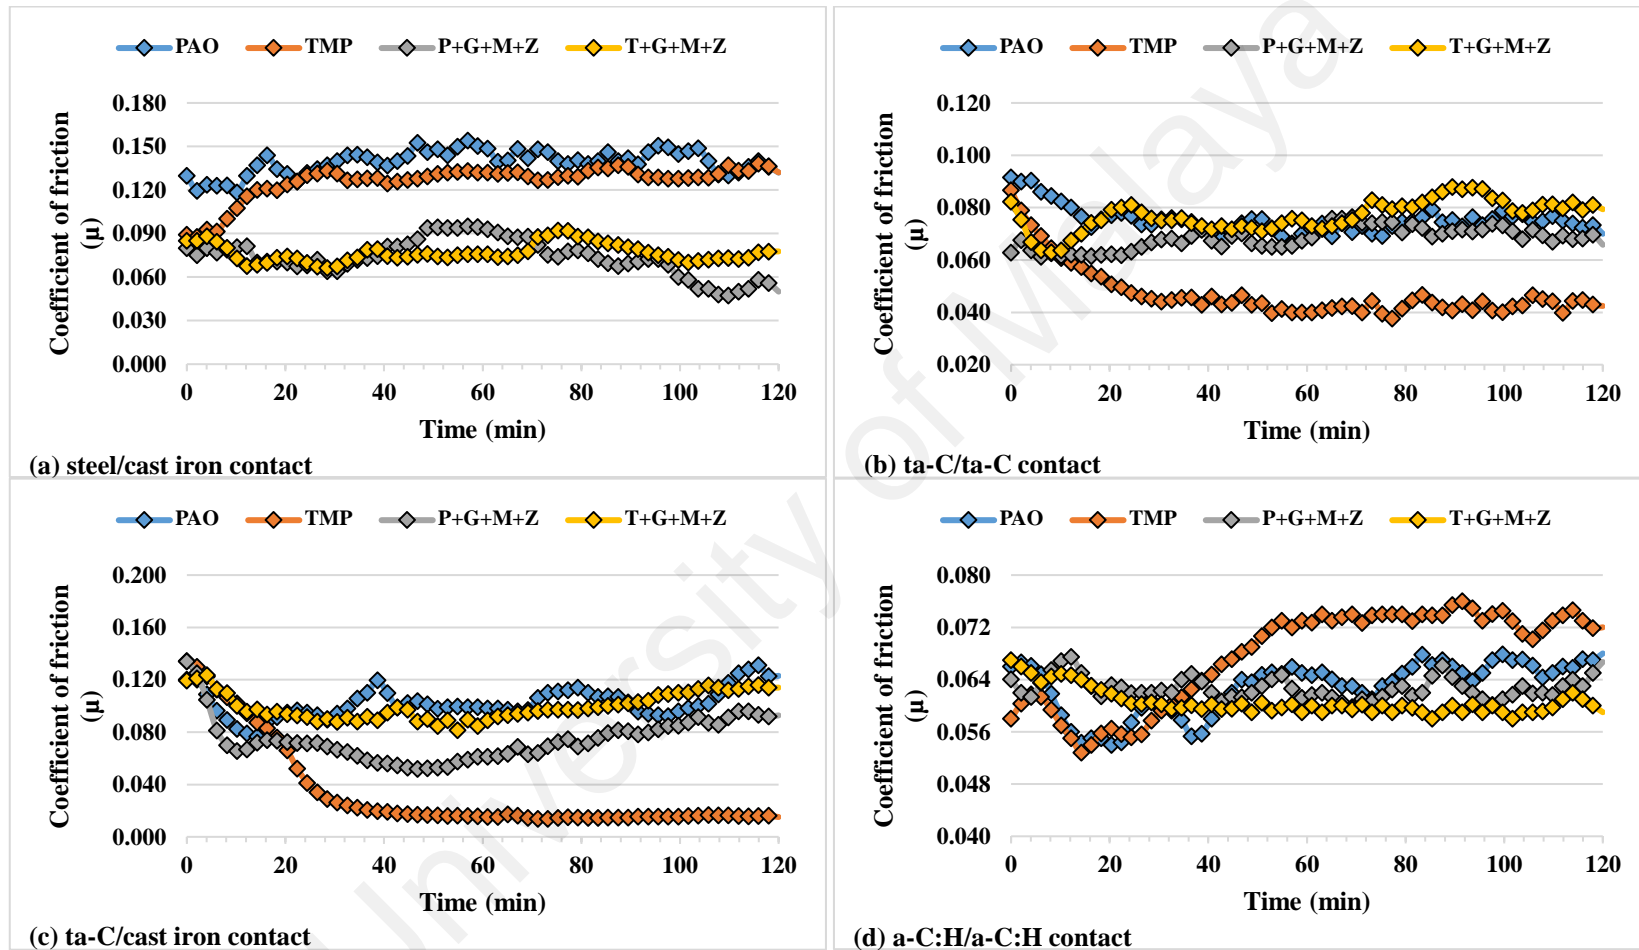 PAO TMP P+G+M+Z T+G+M+Z
Coefficient of friction (μ)
0.180
0.150
0.120
0.090
0.060
0.030
0.000
0 20 40 60 80 100 120
Time (min)
(a) steel/cast iron contact
PAO TMP P+G+M+Z T+G+M+Z
Coefficient of friction (μ)
0.120
0.100
0.080
0.060
0.040
0.020
0 20 40 60 80 100 120
Time (min)
(b) ta-C/ta-C contact
PAO TMP P+G+M+Z T+G+M+Z
Coefficient of friction (μ)
0.200
0.160
0.120
0.080
0.040
0.000
0 20 40 60 80 100 120
Time (min)
(c) ta-C/cast iron contact
PAO TMP P+G+M+Z T+G+M+Z
Coefficient of friction (μ)
0.080
0.072
0.064
0.056
0.048
0.040
0 20 40 60 80 100 120
Time (min)
(d) a-C:H/a-C:H contact
University of Malaya